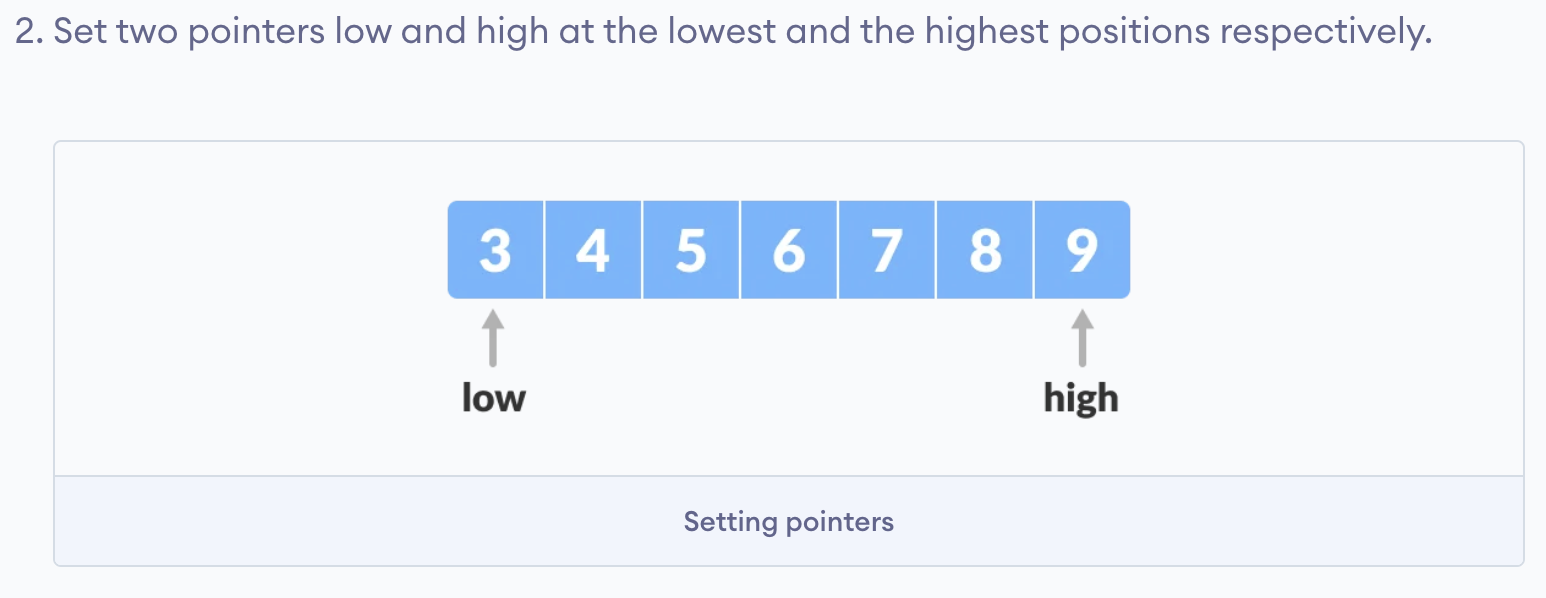 2. Set two pointers low and high at the lowest and the highest positions respectively.
3 4 5 6 7 8 9
low high
Setting pointers